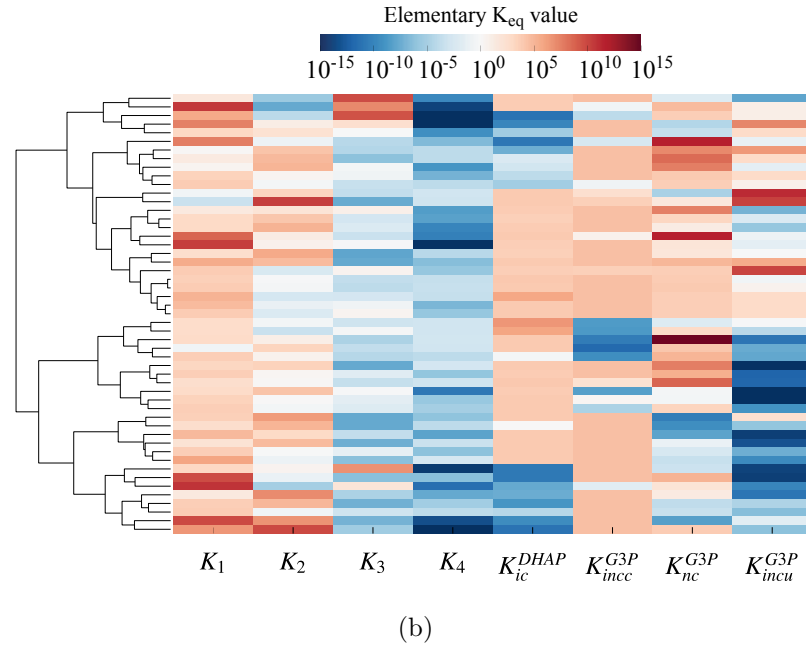 Elementary K_eq value
10^-15 10^-10 10^-5 10^0 10^5 10^10 10^15
K_1 K_2 K_3 K_4 K_ic^DHAP K_incc^G3P K_nc^G3P K_incu^G3P
(b)